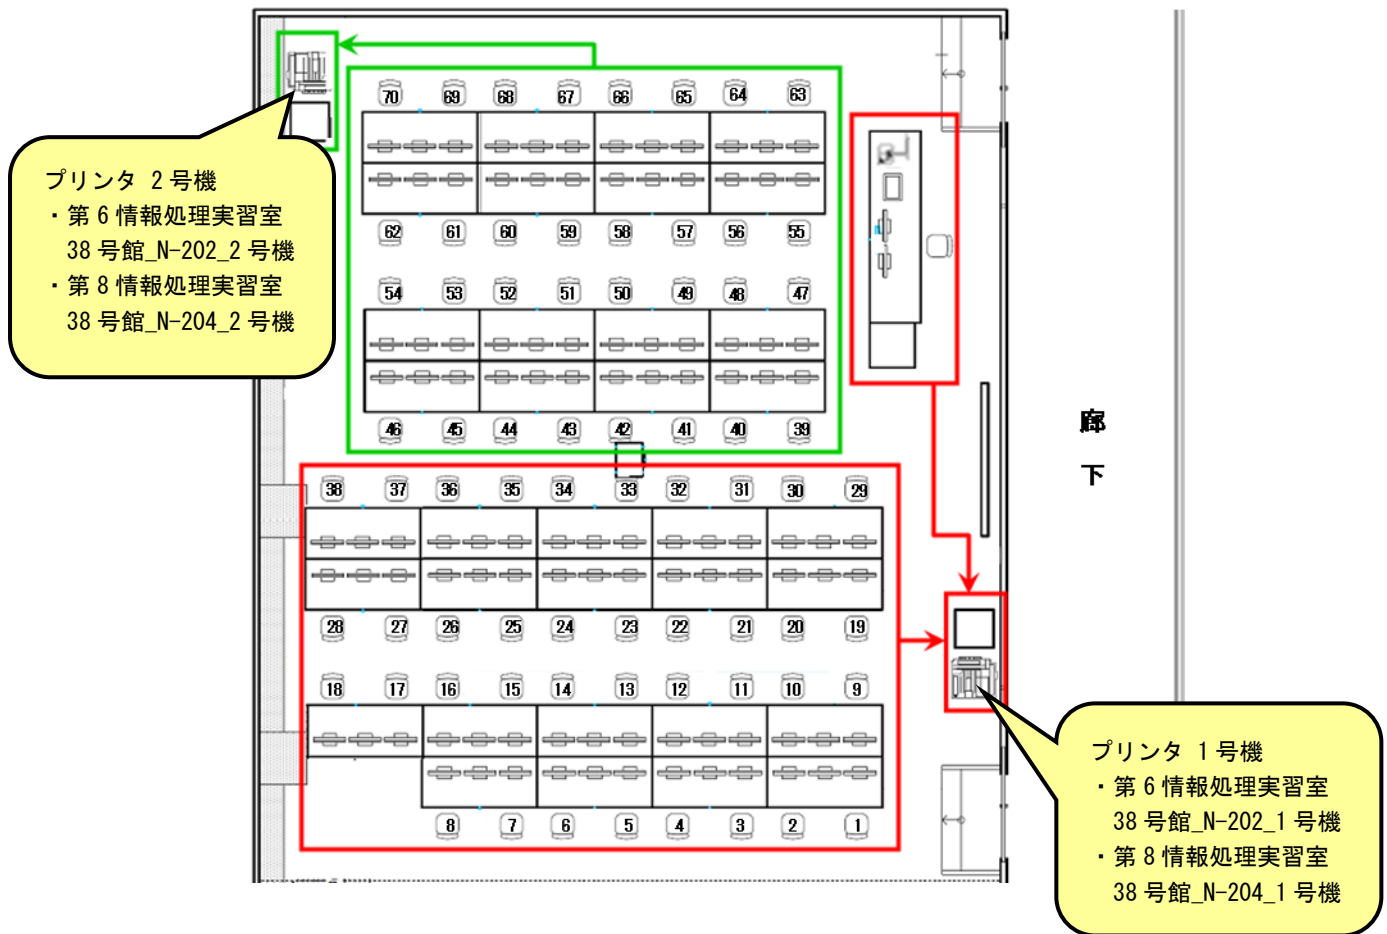 70 69 68 67 66 65 64 63
プリンタ 2号機
・第6情報処理実習室
38号館_N-202_2号機
・第8情報処理実習室
38号館_N-204_2号機
62 61 60 59 58 57 56 55
54 53 52 51 50 49 48 47
46 45 44 43 42 41 40 39
廊
下
38 37 36 35 34 33 32 31 30 29
28 27 26 25 24 23 22 21 20 19
18 17 16 15 14 13 12 11 10 9
8 7 6 5 4 3 2 1
プリンタ 1号機
・第6情報処理実習室
38号館_N-202_1号機
・第8情報処理実習室
38号館_N-204_1号機